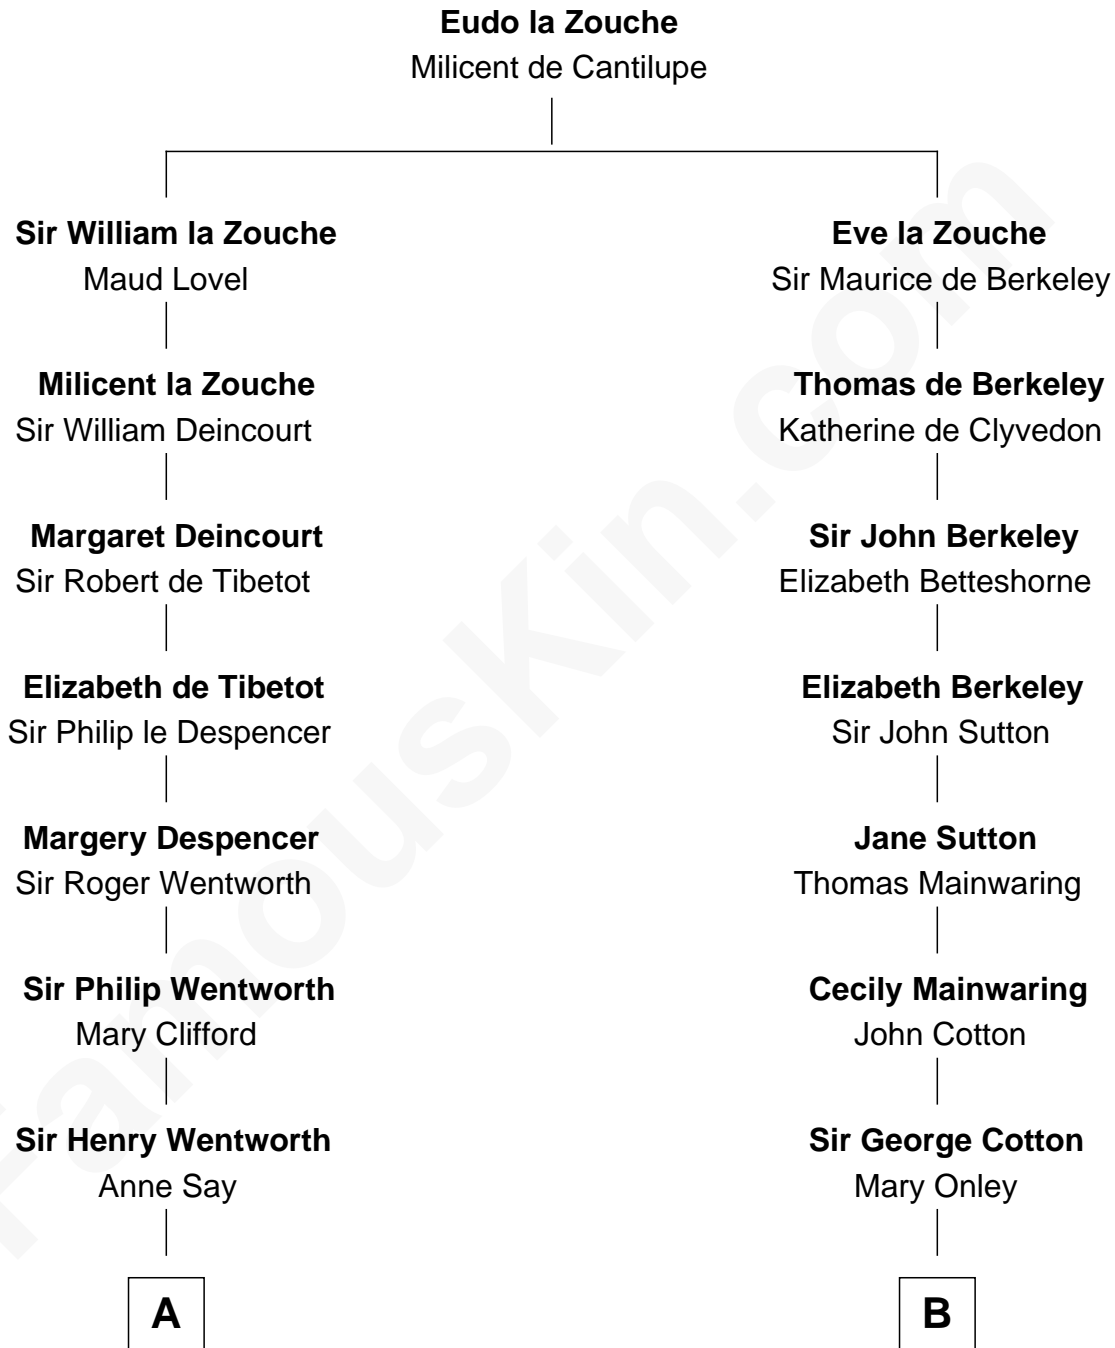 Eudo la Zouche
Milicent de Cantilupe
Sir William la Zouche
Maud Lovel
Milicent la Zouche
Sir William Deincourt
Margaret Deincourt
Sir Robert de Tibetot
Elizabeth de Tibetot
Sir Philip le Despencer
Margery Despencer
Sir Roger Wentworth
Sir Philip Wentworth
Mary Clifford
Sir Henry Wentworth
Anne Say
A
Eve la Zouche
Sir Maurice de Berkeley
Thomas de Berkeley
Katherine de Clyvedon
Sir John Berkeley
Elizabeth Betteshorne
Elizabeth Berkeley
Sir John Sutton
Jane Sutton
Thomas Mainwaring
Cecily Mainwaring
John Cotton
Sir George Cotton
Mary Onley
B
FamousKin.com